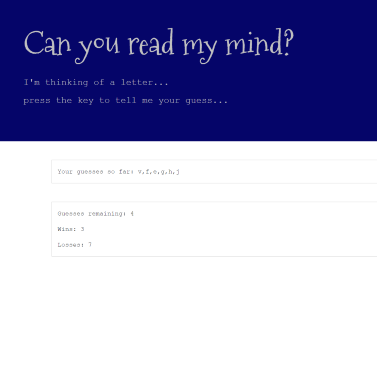 Can you read my mind?
I'm thinking of a letter...
press the key to tell me your guess...
Your guesses so far: v,f,e,g,h,j
Guesses remaining: 4
Wins: 3
Losses: 7